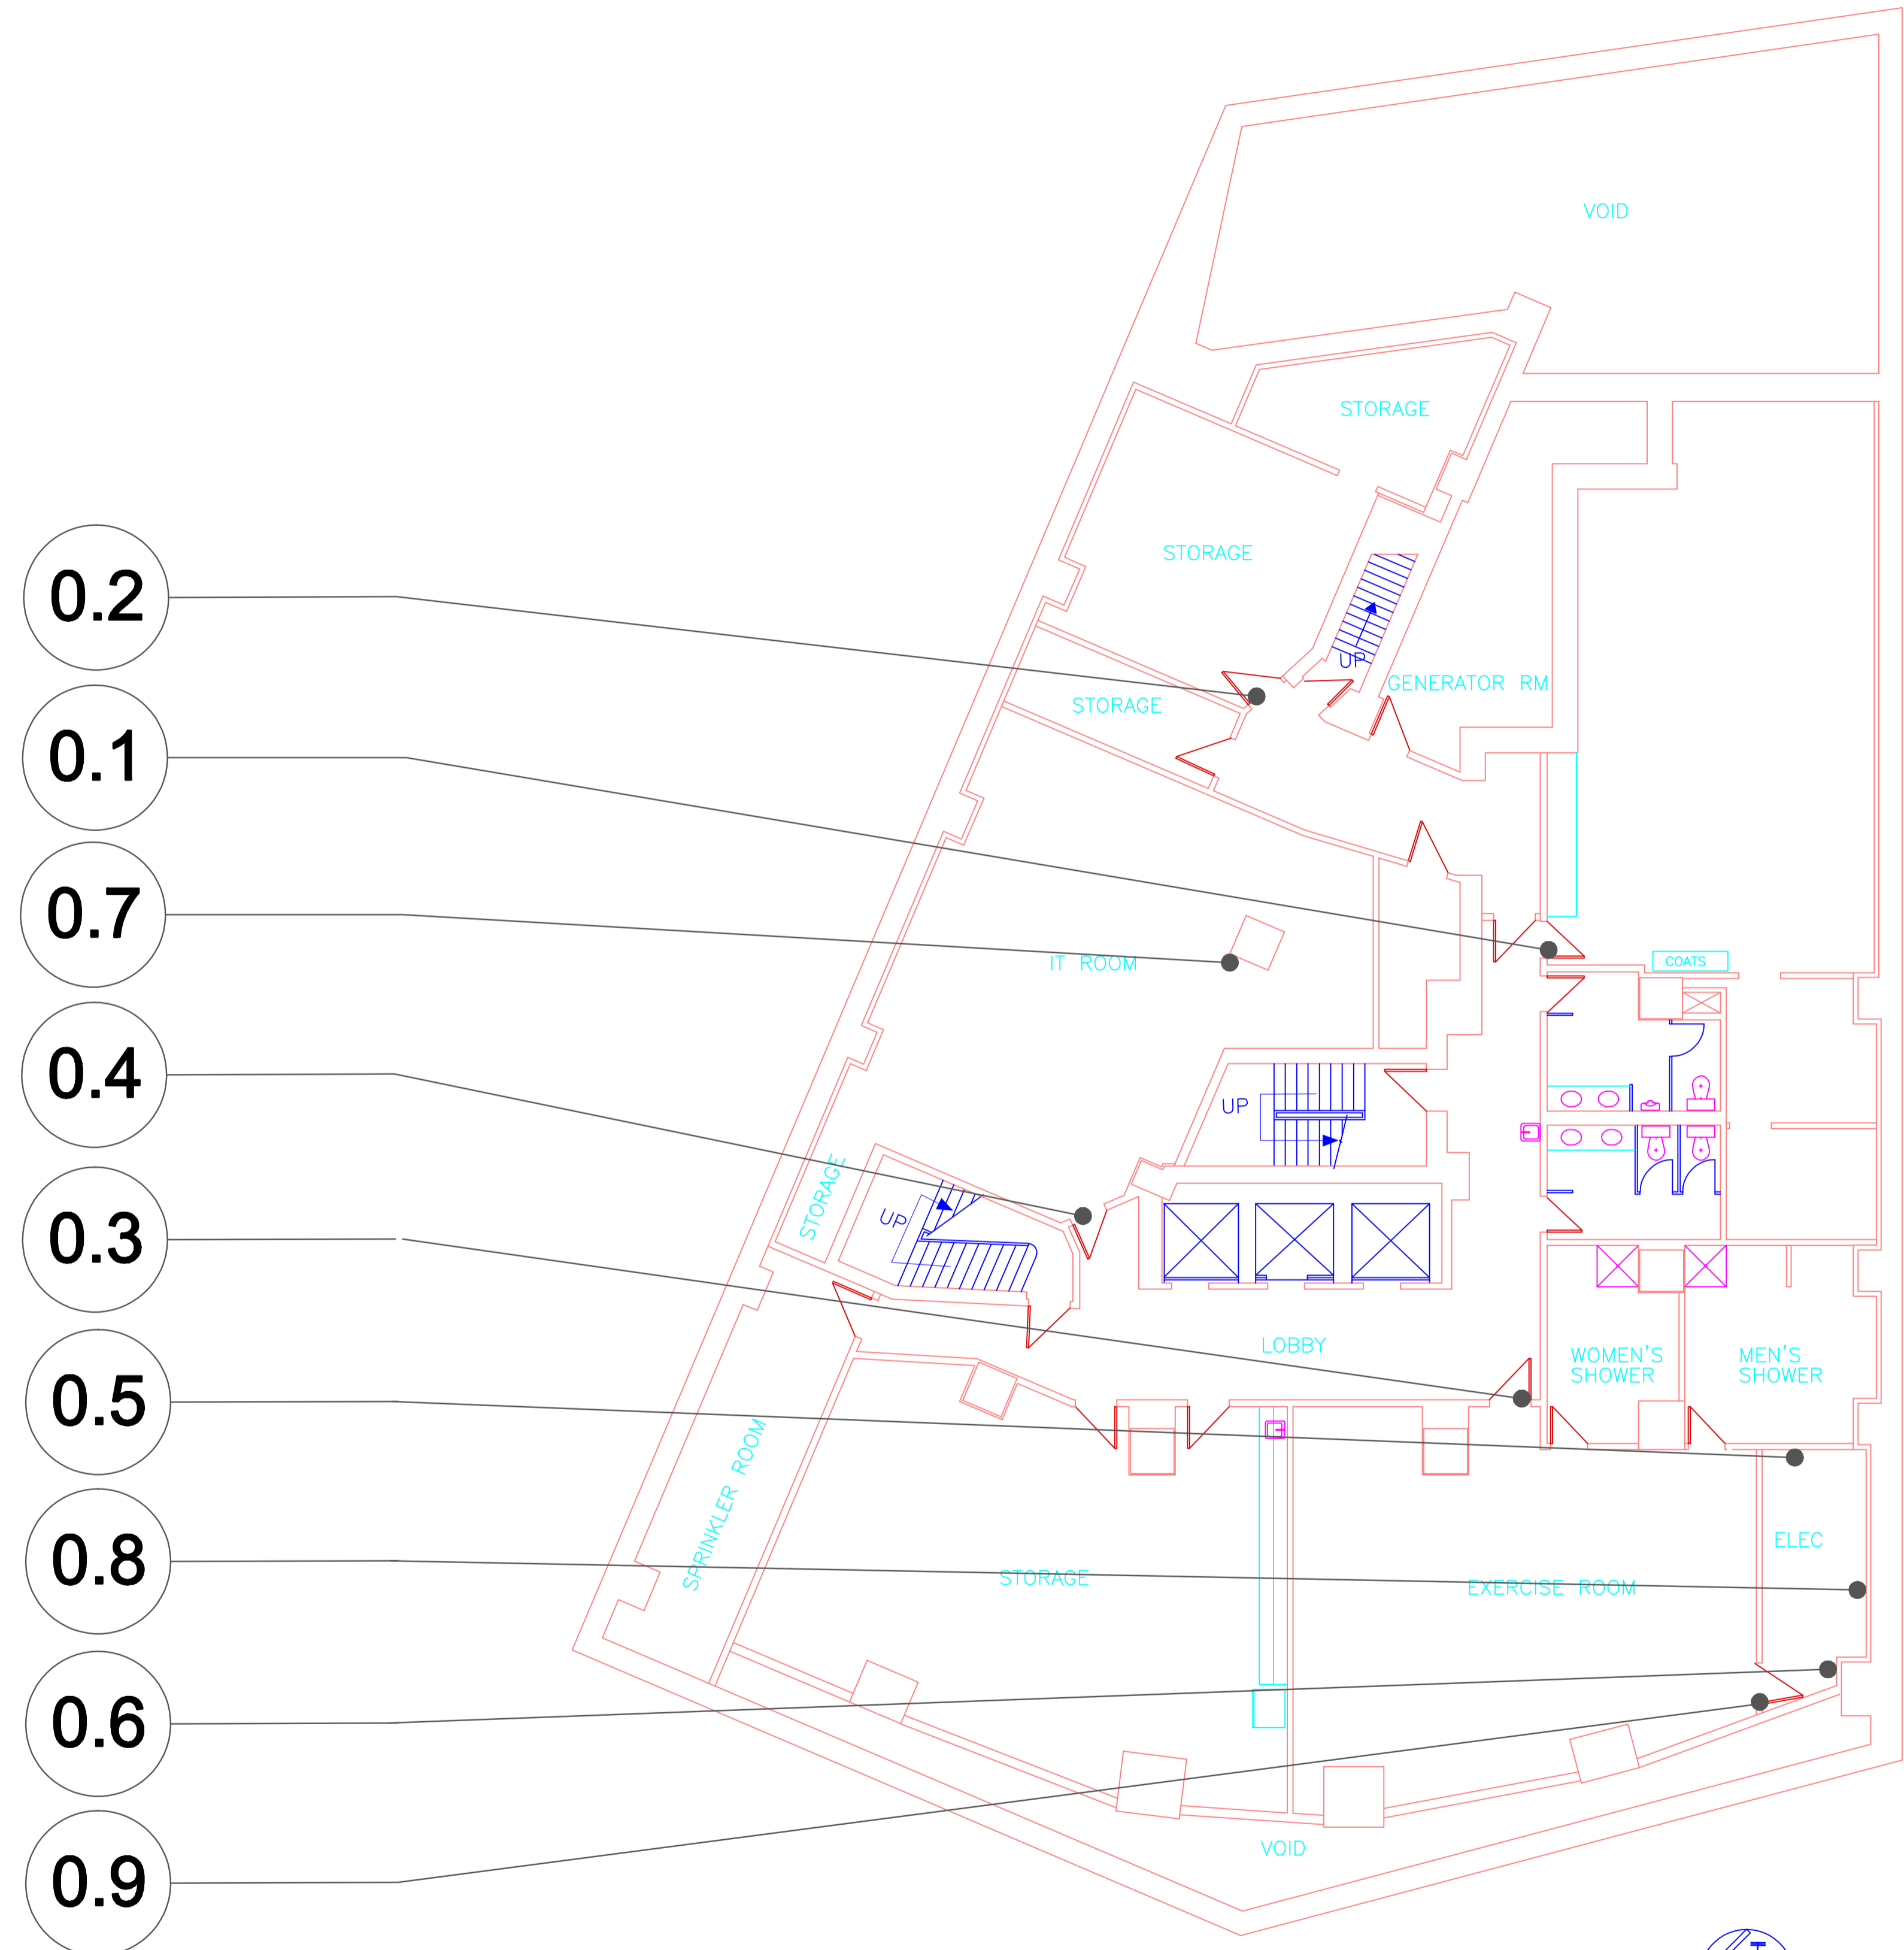 VOID
STORAGE
STORAGE
0.2
UP
GENERATOR RM
STORAGE
0.1
0.7
IT ROOM
COATS
0.4
UP
STORAGE
UP
0.3
LOBBY
WOMEN'S
SHOWER
MEN'S
SHOWER
0.5
SPRINKLER ROOM
ELEC
0.8
STORAGE
EXERCISE ROOM
0.6
VOID
0.9